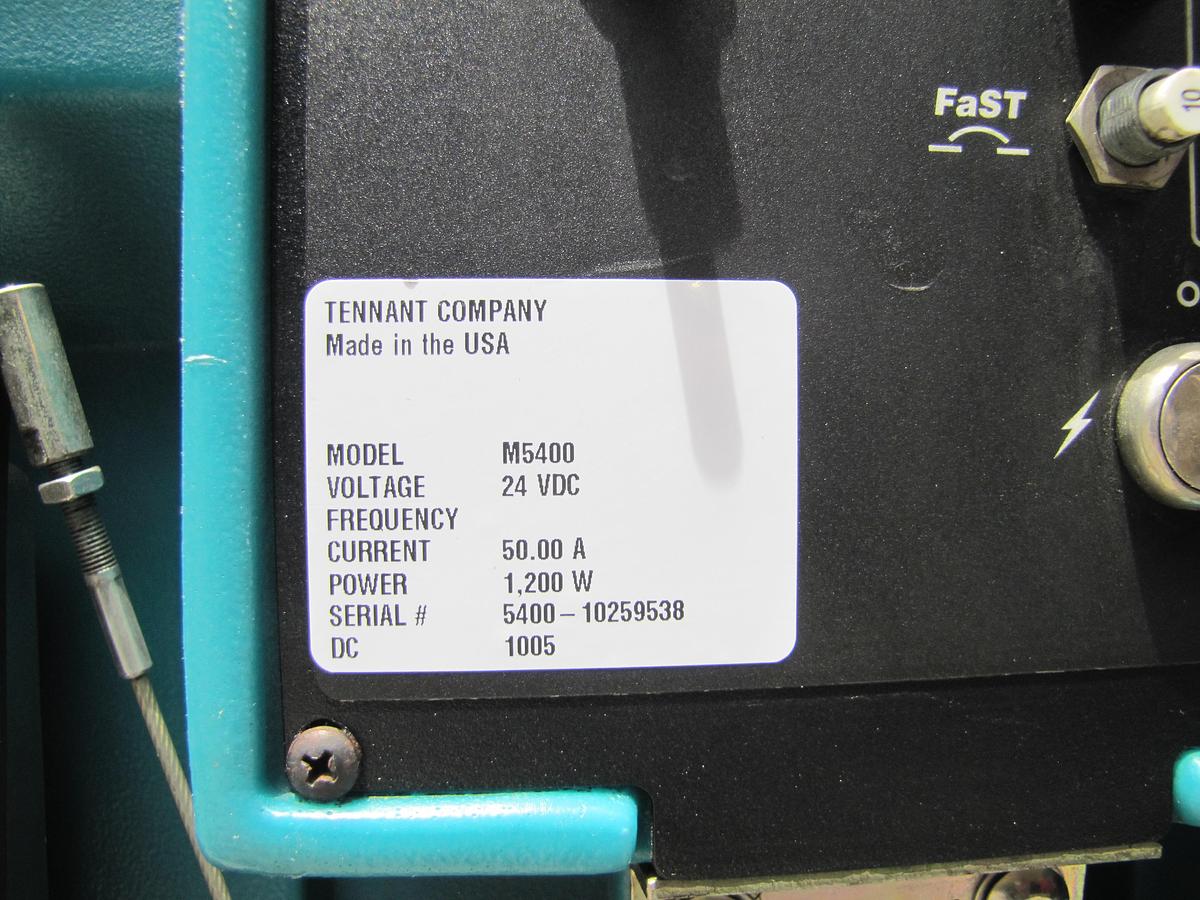 FaST
10
TENNANT COMPANY
Made in the USA
MODEL M5400
VOLTAGE 24 VDC
FREQUENCY
CURRENT 50.00 A
POWER 1,200 W
SERIAL # 5400–10259538
DC 1005